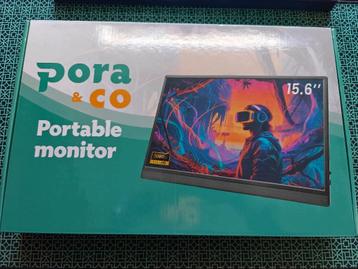 pora
& co
Portable
monitor
15.6''